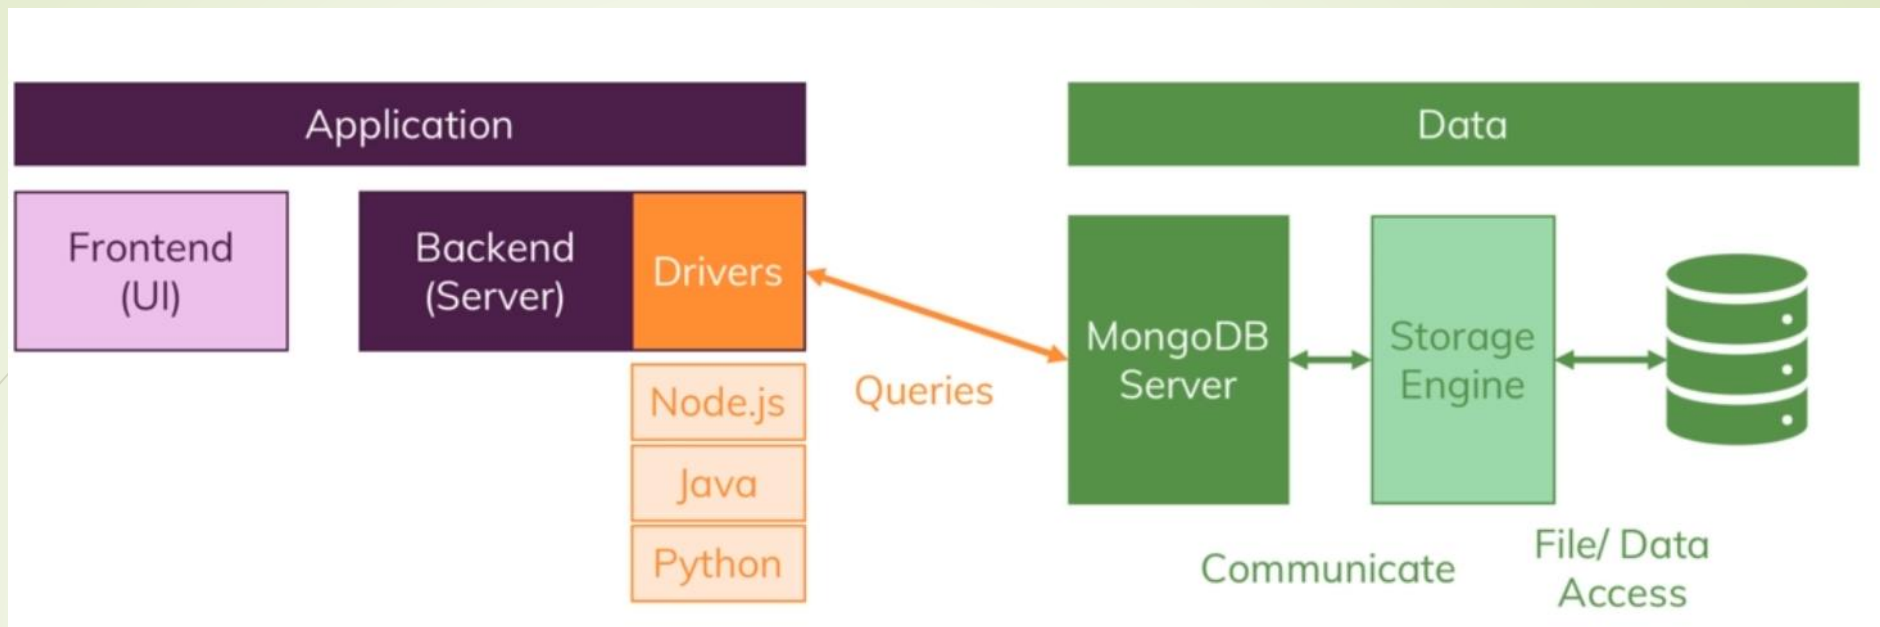 Application
Data
Frontend
(UI)
Backend
(Server)
Drivers
MongoDB
Server
Storage
Engine
Queries
Node.js
Java
Python
Communicate
File/ Data
Access